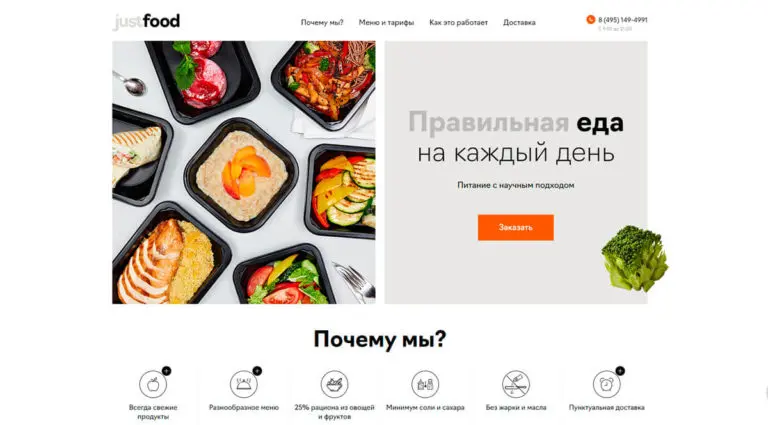 justfood
Почему мы?
Меню и тарифы
Как это работает
Доставка
8 (495) 149-4991
Правильная еда
на каждый день
Питание с научным подходом
Заказать
Почему мы?
Всегда свежие
продукты
Разнообразное меню
25% рациона из овощей
и фруктов
Минимум соли и сахара
Без жарки и масла
Пунктуальная доставка